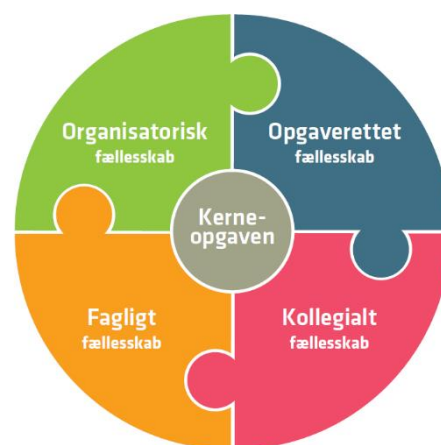 Organisatorisk
fællesskab
Opgaverettet
fællesskab
Kerne-
opgaven
Fagligt
fællesskab
Kollegialt
fællesskab